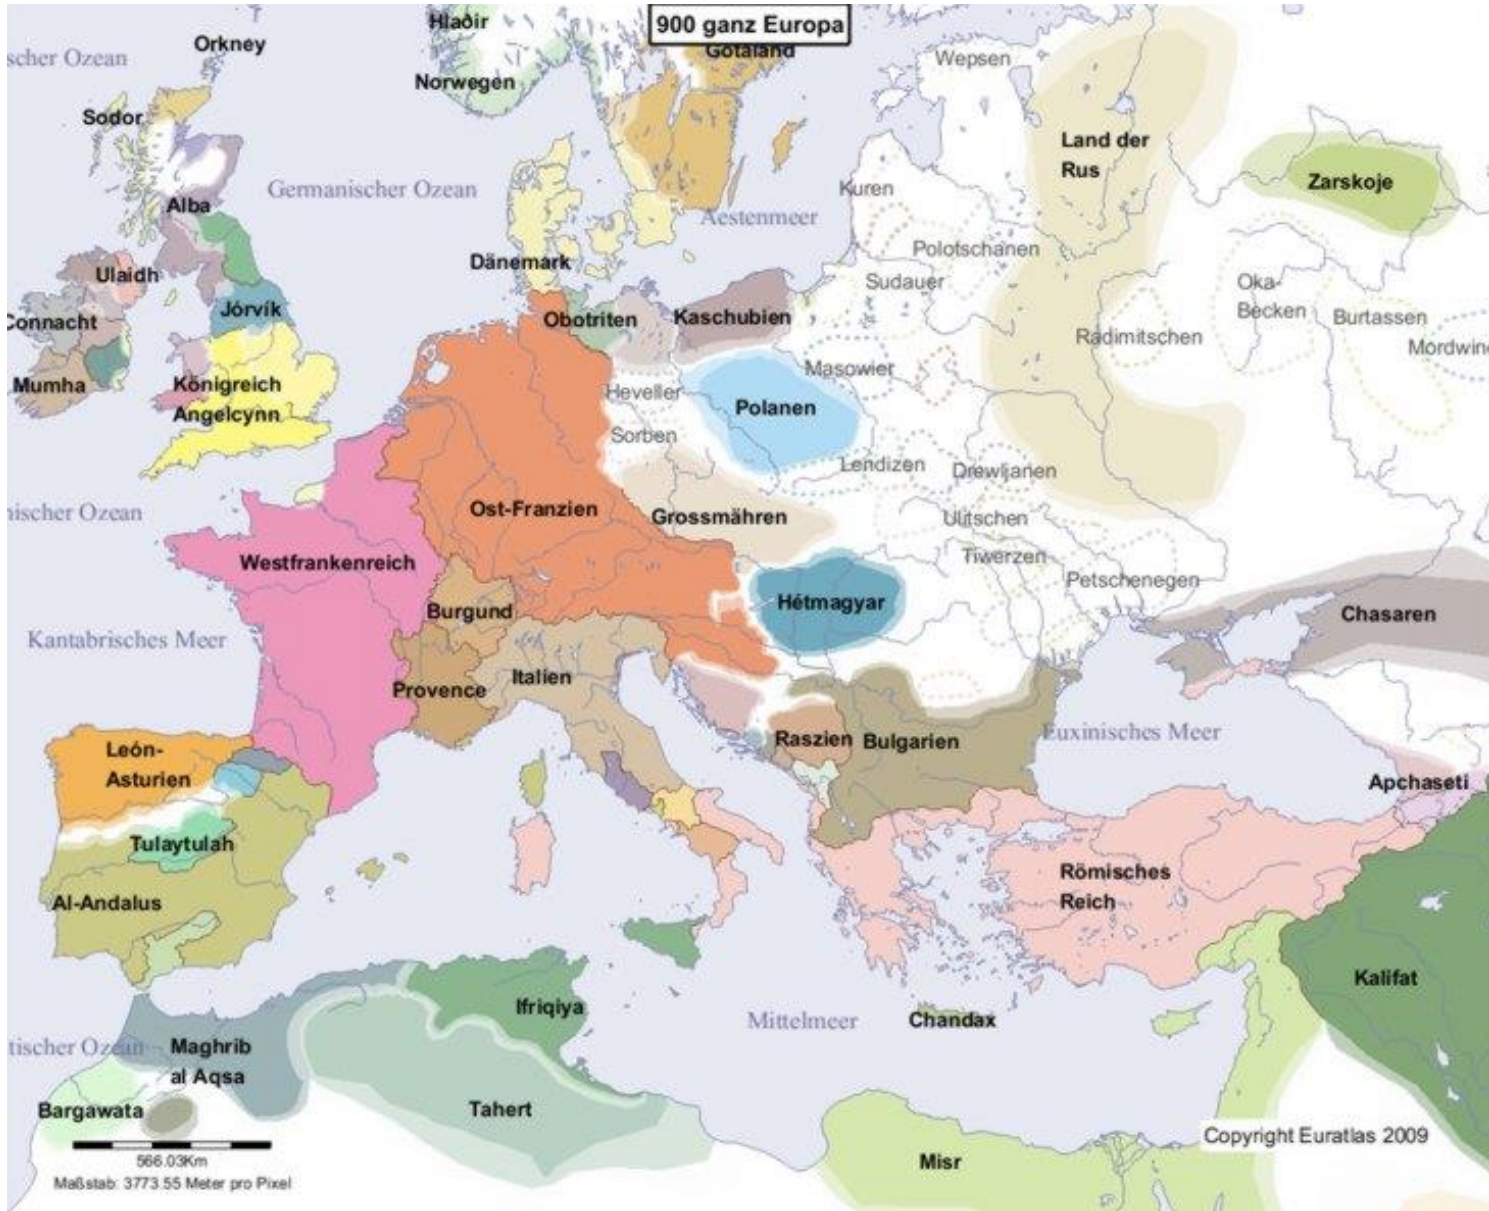 Hlaðir
900 ganz Europa
Orkney
Götaland
scher Ozean
Wepsen
Norwegen
Sodor
Land der
Rus
Zarskoje
Germanischer Ozean
Kuren
Alba
Aestenmeer
Polotschanen
Dänemark
Ulaidh
Sudauer
Oka-
Becken
Jórvík
Connacht
Obotriten
Kaschubien
Burtassen
Radimitschen
Mordwin
Masowier
Mumha
Königreich
Angelcynn
Heveller
Polanen
Sorben
Lendizen
Drewljanen
nischer Ozean
Ost-Franzien
Grossmähren
Ulitschen
Westfrankenreich
Tiwerzen
Petschenegen
Burgund
Hétmagyar
Chasaren
Kantabrisches Meer
Italien
Provence
León-
Asturien
Raszien
Bulgarien
Euxinisches Meer
Apchaseti
Tulaytulah
Römisches
Reich
Al-Andalus
Kalifat
Ifriqiya
Mittelmeer
Chandax
tischer Ozean
Maghrib
al Aqsa
Bargawata
Tahert
Copyright Euratlas 2009
566.03Km
Misr
Maßstab: 3773.55 Meter pro Pixel